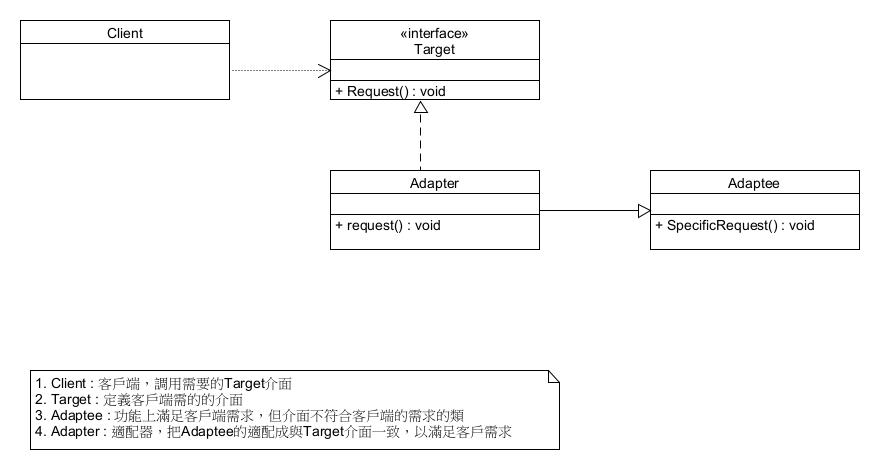 Client
«interface»
Target
+ Request() : void
Adapter
+ request() : void
Adaptee
+ SpecificRequest() : void
1. Client : 客戶端，調用需要的Target介面
2. Target : 定義客戶端需的的介面
3. Adaptee : 功能上滿足客戶端需求，但介面不符合客戶端的需求的類
4. Adapter : 適配器，把Adaptee的適配成與Target介面一致，以滿足客戶需求